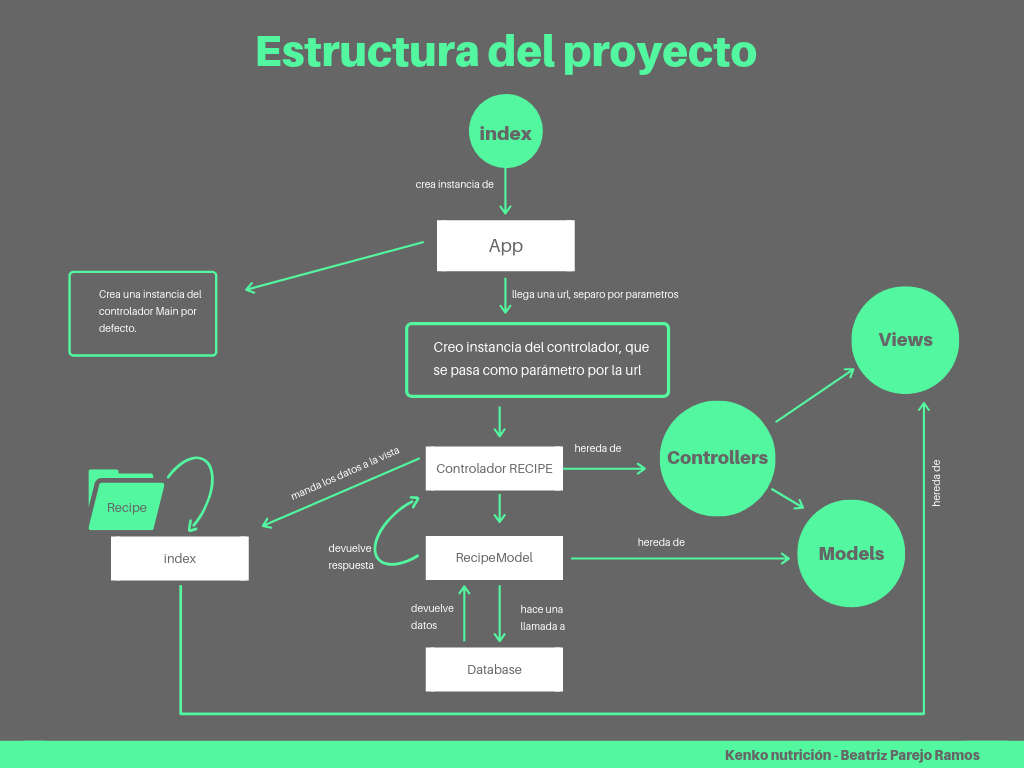 Estructura del proyecto
index
crea instancia de
App
llega una url, separo por parametros
Crea una instancia del
controlador Main por
defecto.
Creo instancia del controlador, que
se pasa como parámetro por la url
Views
Controllers
hereda de
Controlador RECIPE
manda los datos a la vista
Recipe
index
devuelve
respuesta
RecipeModel
hereda de
Models
hereda de
devuelve
datos
hace una
llamada a
Database
Kenko nutrición - Beatriz Parejo Ramos